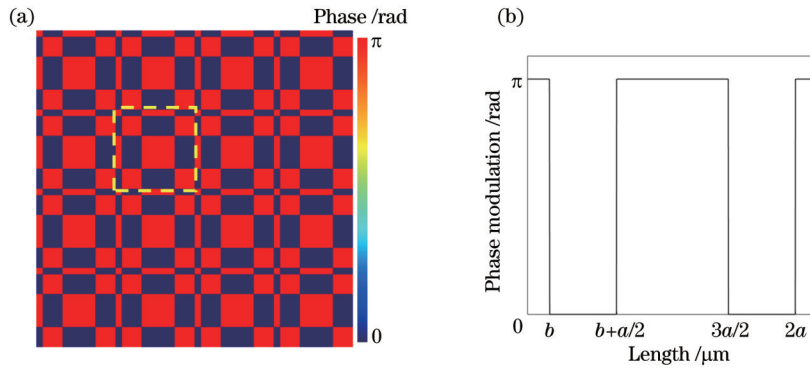 (a)
Phase /rad
π
0
(b)
Phase modulation /rad
π
0
b
b+a/2
3a/2
2a
Length /μm